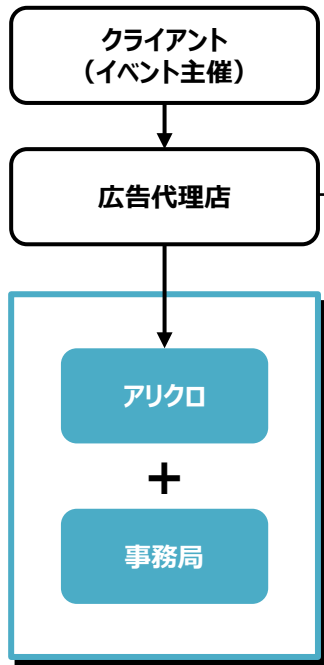 クライアント
（イベント主催）
広告代理店
アリクロ
＋
事務局